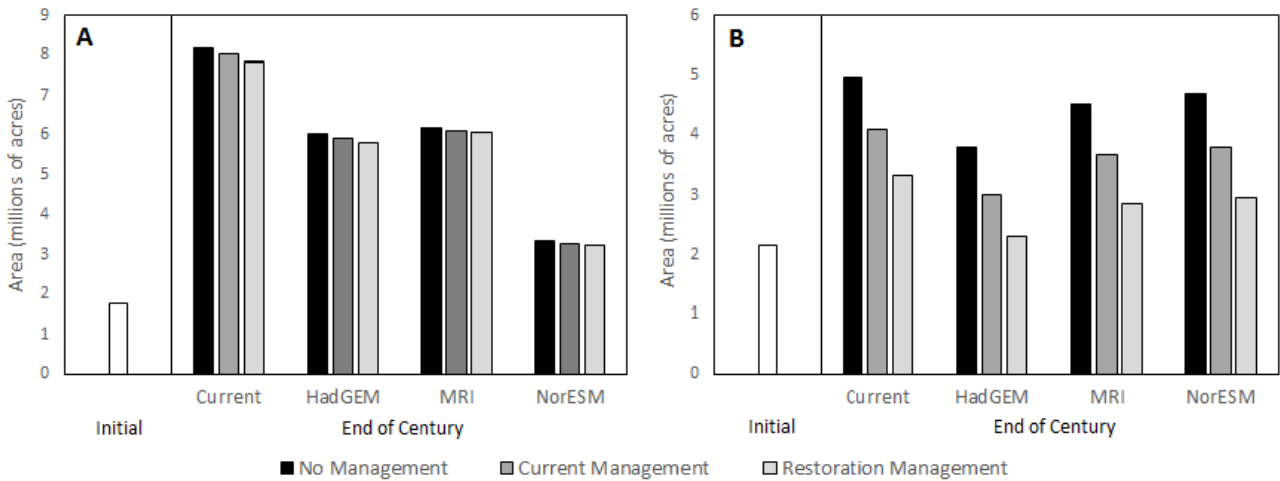 A
Area (millions of acres)
9
8
7
6
5
4
3
2
1
0
Current HadGEM MRI NorESM
Initial End of Century
B
Area (millions of acres)
6
5
4
3
2
1
0
Current HadGEM MRI NorESM
Initial End of Century
No Management Current Management Restoration Management